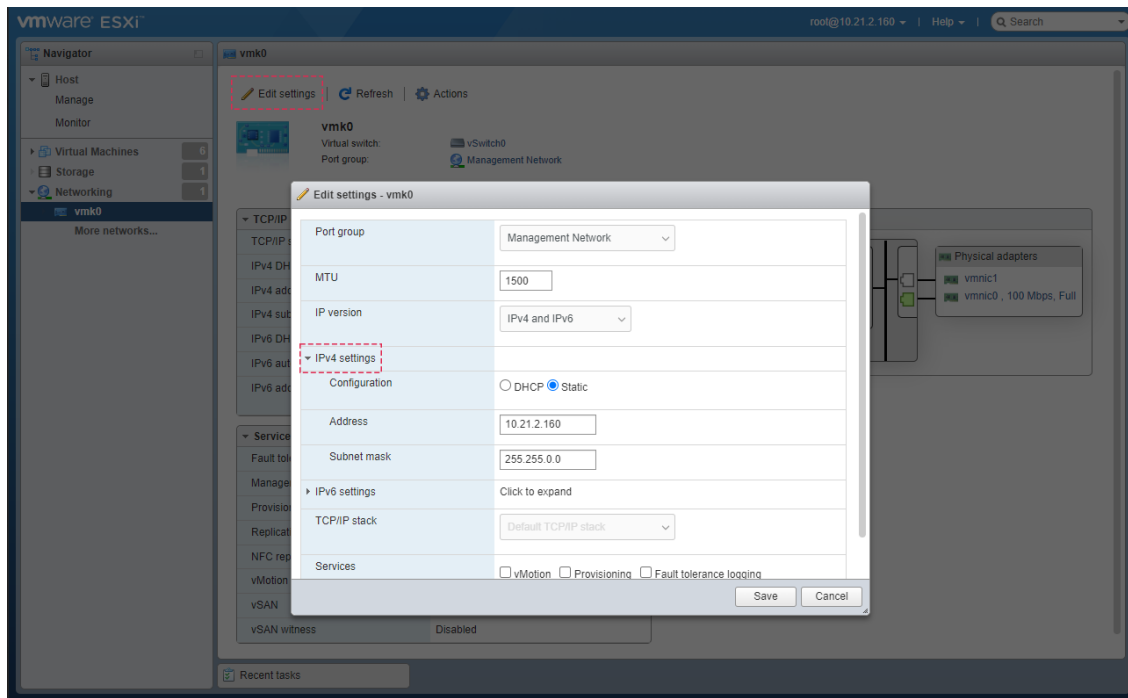 vmware ESXi™
root@10.21.2.160 | Help | Search
Navigator
Host
Manage
Monitor
Virtual Machines 6
Storage 1
Networking 1
vmk0
More networks...
vmk0
Edit settings | Refresh | Actions
vmk0
Virtual switch: vSwitch0
Port group: Management Network
TCP/IP
TCP/IP
IPv4 DH
IPv4 add
IPv4 sub
IPv6 DH
IPv6 aut
IPv6 add
Service
Fault tol
Manage
Provisio
Replicat
NFC rep
vMotion
vSAN
vSAN witness Disabled
Physical adapters
vmnic1
vmnic0 , 100 Mbps, Full
Edit settings - vmk0
Port group Management Network
MTU 1500
IP version IPv4 and IPv6
IPv4 settings
Configuration DHCP Static
Address 10.21.2.160
Subnet mask 255.255.0.0
IPv6 settings Click to expand
TCP/IP stack Default TCP/IP stack
Services vMotion Provisioning Fault tolerance logging
Save Cancel
Recent tasks